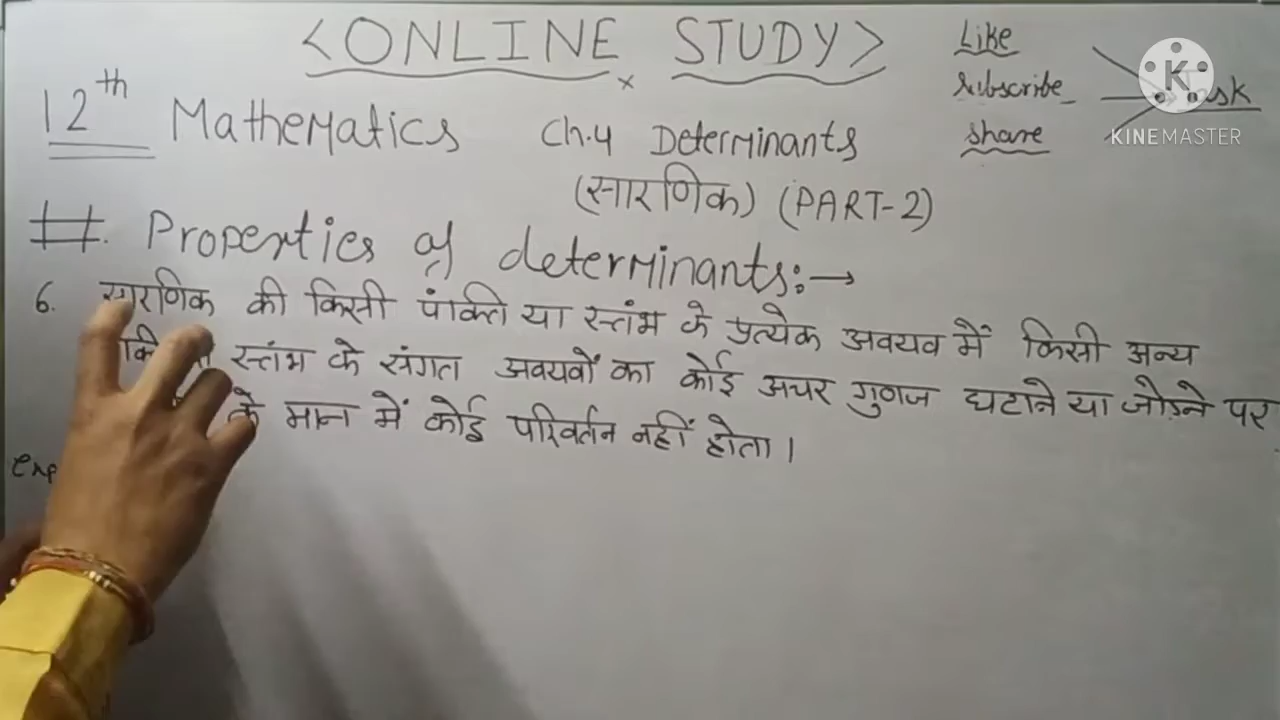 <ONLINE STUDY>
Like
Subscribe
share
KINEMASTER
12th Mathematics Ch.4 Determinants
(सारणिक) (PART-2)
#. Properties of determinants:→
6. सारणिक की किसी पंक्ति या स्तंभ के प्रत्येक अवयव में किसी अन्य
स्तंभ के संगत अवयवों का कोई अचर गुणज घटाने या जोड़ने पर
के मान में कोई परिवर्तन नहीं होता।